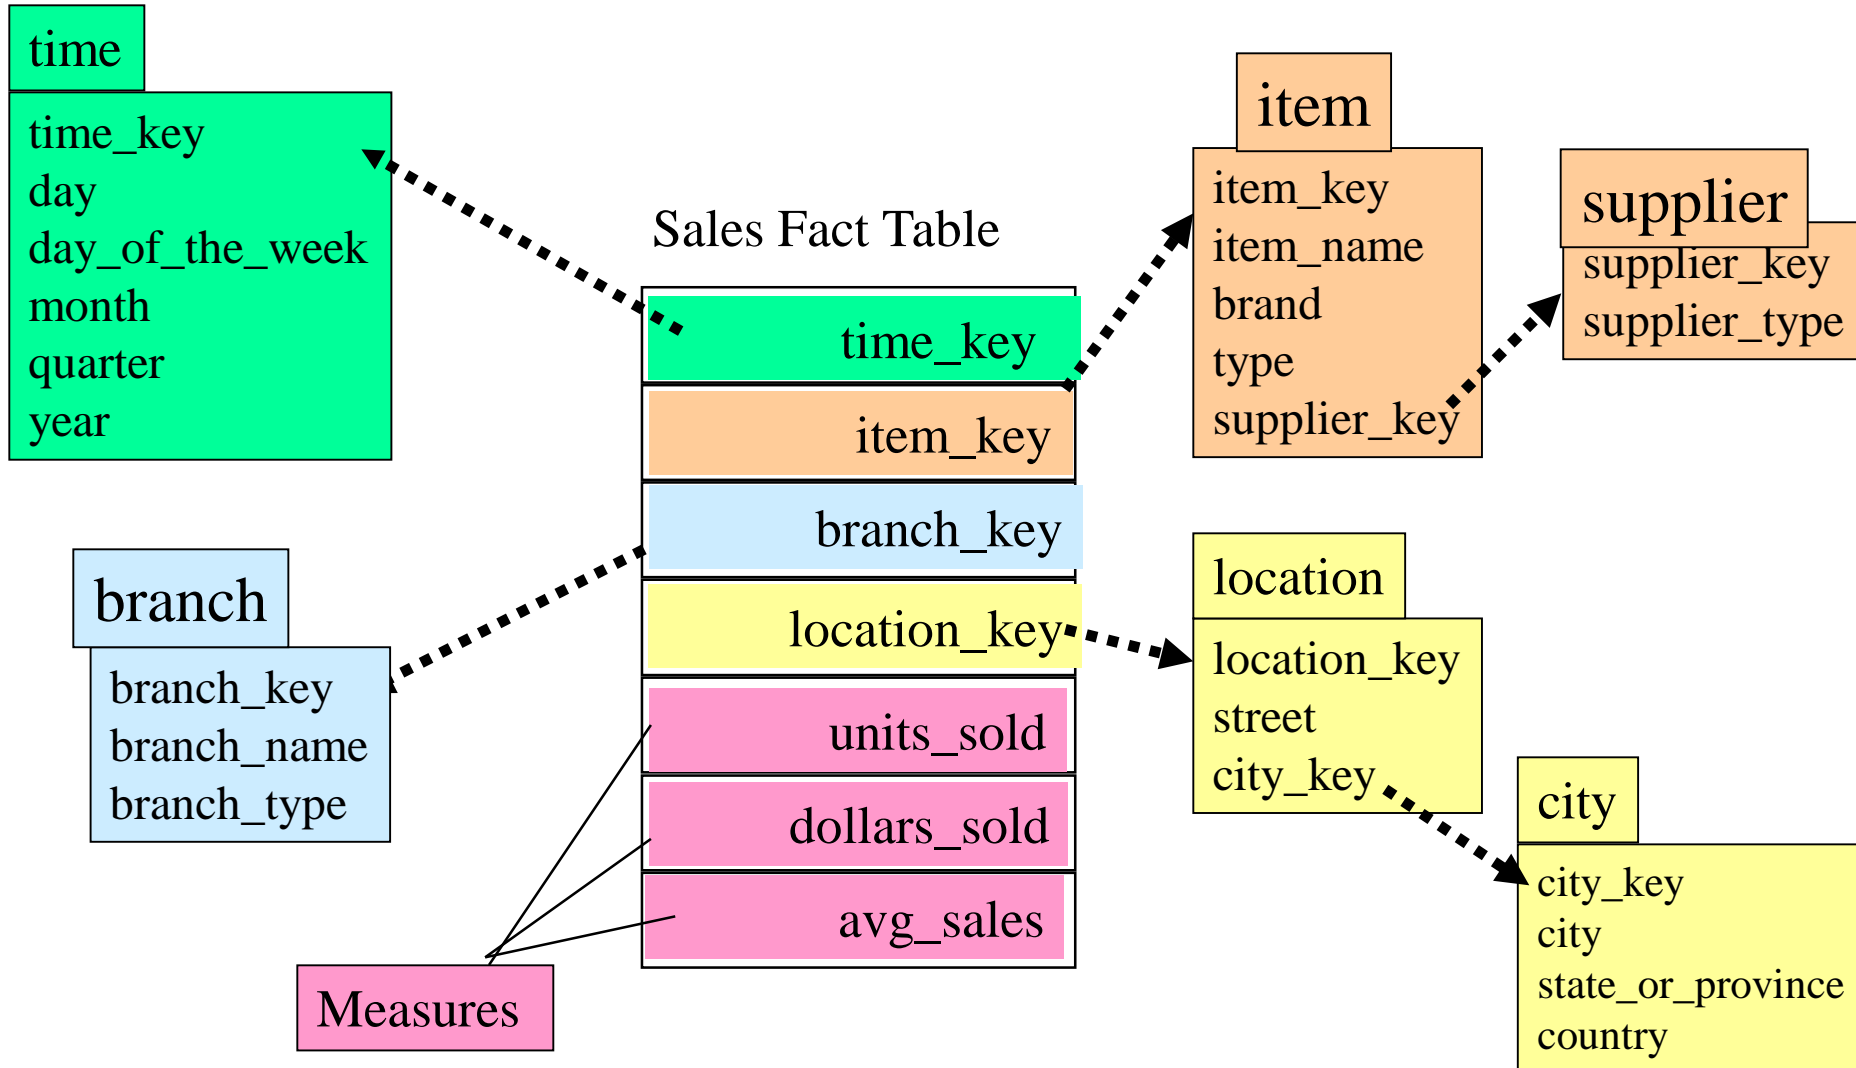 time
time_key
day
day_of_the_week
month
quarter
year
Sales Fact Table
time_key
item_key
branch_key
location_key
units_sold
dollars_sold
avg_sales
Measures
branch
branch_key
branch_name
branch_type
item
item_key
item_name
brand
type
supplier_key
supplier
supplier_key
supplier_type
location
location_key
street
city_key
city
city_key
city
state_or_province
country